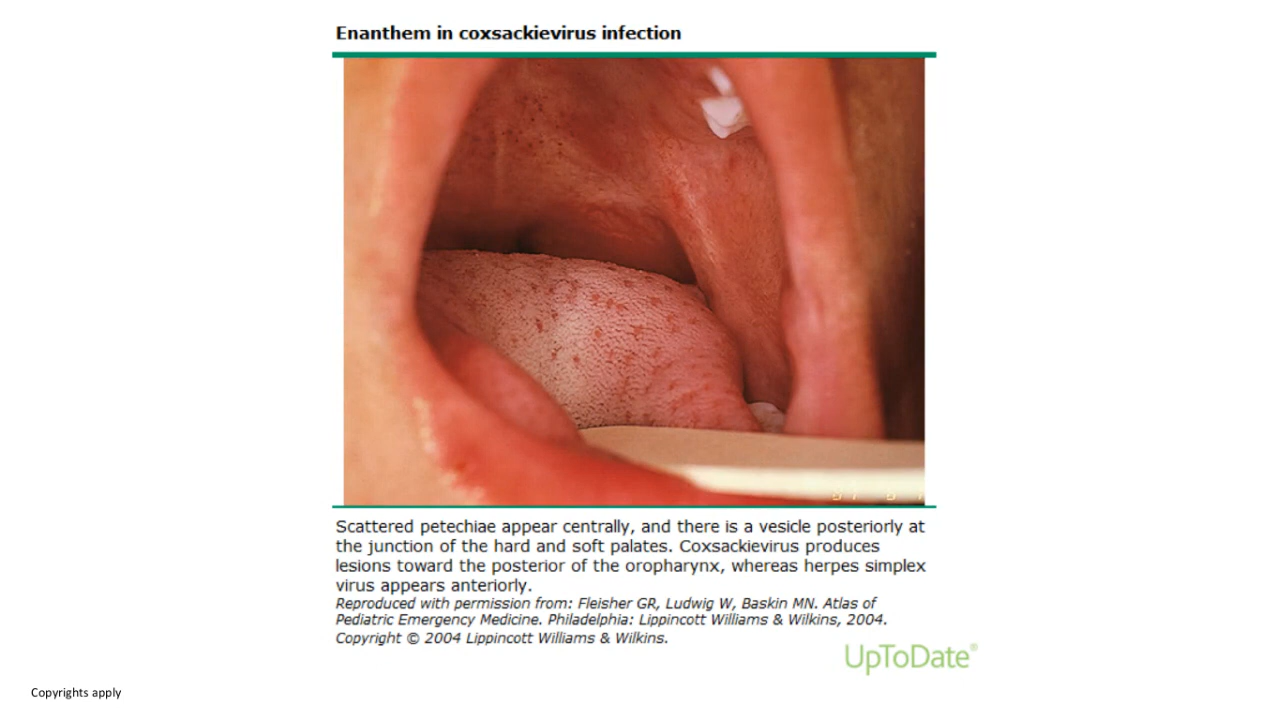 Enanthem in coxsackievirus infection
Scattered petechiae appear centrally, and there is a vesicle posteriorly at
the junction of the hard and soft palates. Coxsackievirus produces
lesions toward the posterior of the oropharynx, whereas herpes simplex
virus appears anteriorly.
Reproduced with permission from: Fleisher GR, Ludwig W, Baskin MN. Atlas of
Pediatric Emergency Medicine. Philadelphia: Lippincott Williams & Wilkins, 2004.
Copyright © 2004 Lippincott Williams & Wilkins.
UpToDate®
Copyrights apply